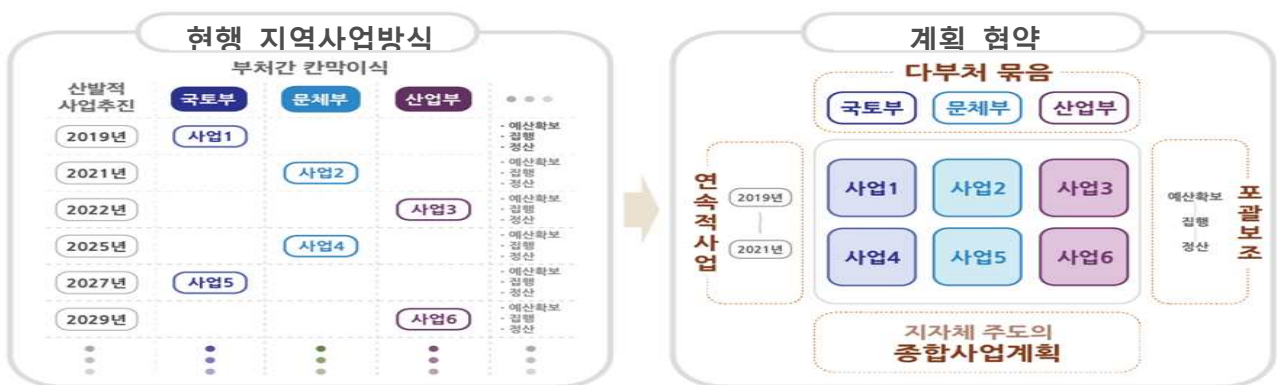 현행 지역사업방식
부처간 칸막이식
산발적
사업추진
국토부
문체부
산업부
2019년
사업1
- 예산확보
- 집행
- 정산
2021년
사업2
- 예산확보
- 집행
- 정산
2022년
사업3
- 예산확보
- 집행
- 정산
2025년
사업4
- 예산확보
- 집행
- 정산
2027년
사업5
- 예산확보
- 집행
- 정산
2029년
사업6
- 예산확보
- 집행
- 정산
계획 협약
다부처 묶음
국토부
문체부
산업부
연속적사업
2019년
2021년
사업1
사업2
사업3
사업4
사업5
사업6
예산확보
집행
정산
포괄보조
지자체 주도의
종합사업계획